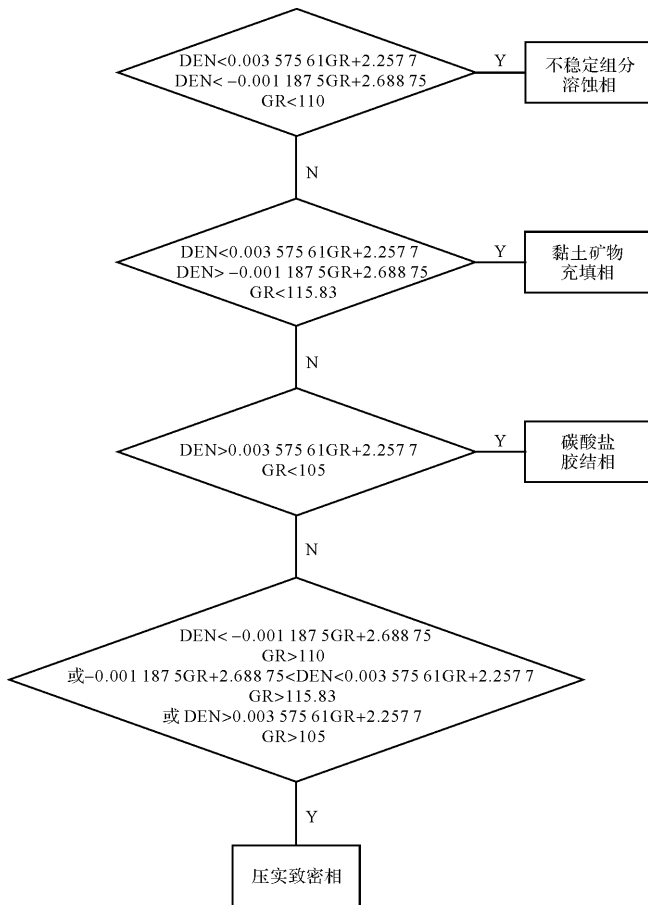 DEN<0.003 575 61GR+2.257 7
DEN< -0.001 187 5GR+2.688 75
GR<110
Y
不稳定组分
溶蚀相
N
DEN<0.003 575 61GR+2.257 7
DEN> -0.001 187 5GR+2.688 75
GR<115.83
Y
黏土矿物
充填相
N
DEN>0.003 575 61GR+2.257 7
GR<105
Y
碳酸盐
胶结相
N
DEN< -0.001 187 5GR+2.688 75
GR>110
或-0.001 187 5GR+2.688 75<DEN<0.003 575 61GR+2.257 7
GR>115.83
或 DEN>0.003 575 61GR+2.257 7
GR>105
Y
压实致密相